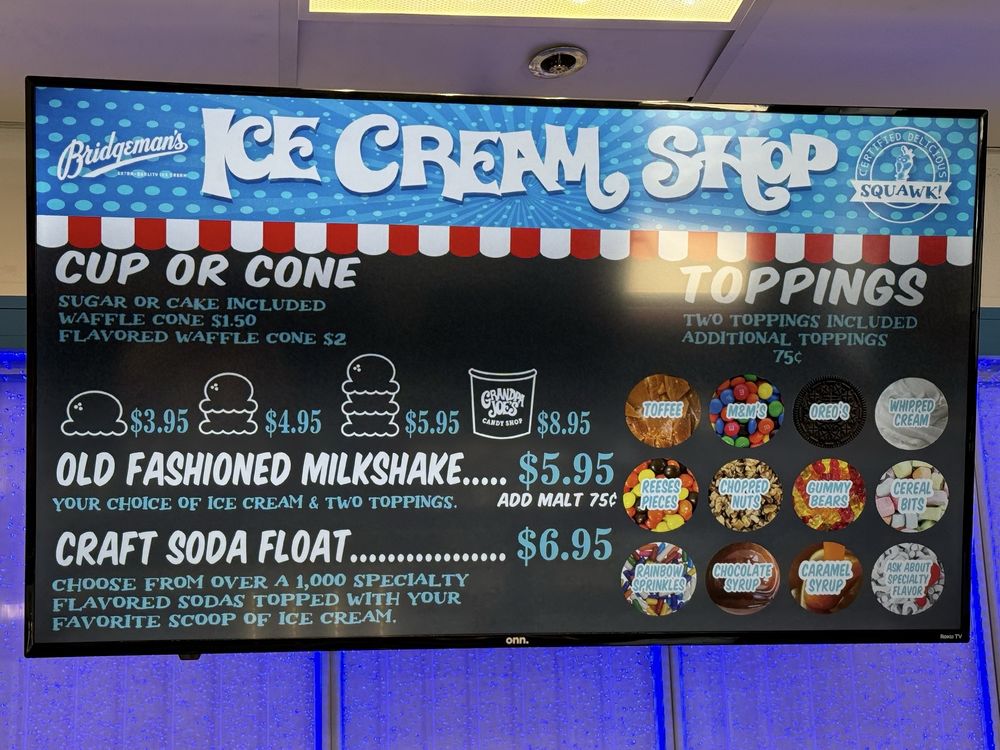 Bridgeman's
EXTRA-QUALITY ICE CREAM
ICE CREAM SHOP
CERTIFIED DELICIOUS
SQUAWK!
CUP OR CONE
SUGAR OR CAKE INCLUDED
WAFFLE CONE $1.50
FLAVORED WAFFLE CONE $2
$3.95
$4.95
$5.95
GRANDPA
JOE'S
CANDY SHOP
$8.95
OLD FASHIONED MILKSHAKE..... $5.95
YOUR CHOICE OF ICE CREAM & TWO TOPPINGS.
ADD MALT 75¢
CRAFT SODA FLOAT................ $6.95
CHOOSE FROM OVER A 1,000 SPECIALTY
FLAVORED SODAS TOPPED WITH YOUR
FAVORITE SCOOP OF ICE CREAM.
TOPPINGS
TWO TOPPINGS INCLUDED
ADDITIONAL TOPPINGS
75¢
TOFFEE
M&M'S
OREO'S
WHIPPED
CREAM
REESES
PIECES
CHOPPED
NUTS
GUMMY
BEARS
CEREAL
BITS
RAINBOW
SPRINKLES
CHOCOLATE
SYRUP
CARAMEL
SYRUP
ASK ABOUT
SPECIALTY
FLAVOR
onn.
Roku TV